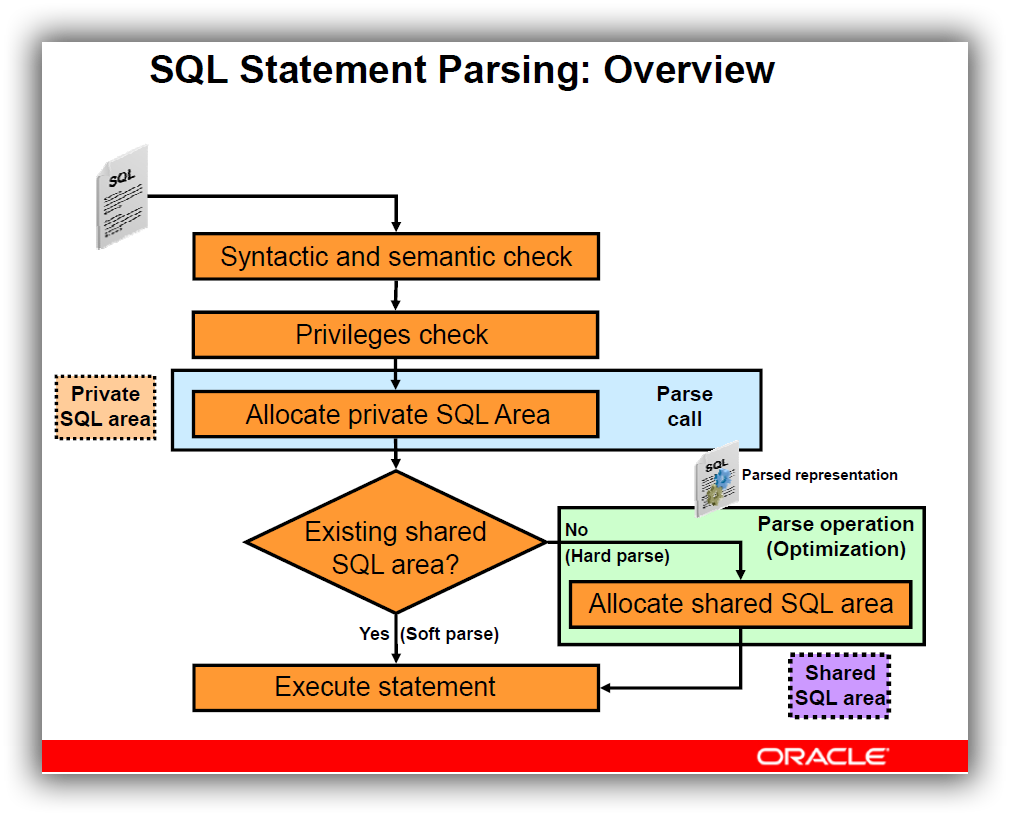 SQL Statement Parsing: Overview
SQL
Syntactic and semantic check
Privileges check
Private
SQL area
Allocate private SQL Area
Parse
call
SQL
Parsed representation
Existing shared
SQL area?
No
(Hard parse)
Parse operation
(Optimization)
Allocate shared SQL area
Yes (Soft parse)
Execute statement
Shared
SQL area
ORACLE